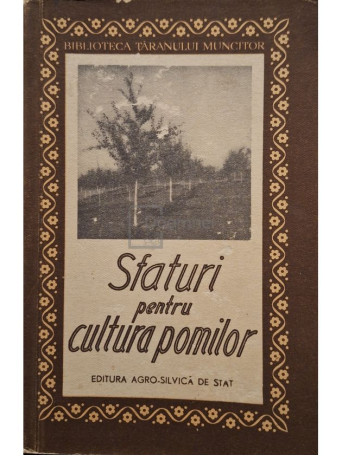 BIBLIOTECA ȚĂRANULUI MUNCITOR
Sfaturi
pentru
cultura pomilor
EDITURA AGRO-SILVICĂ DE STAT